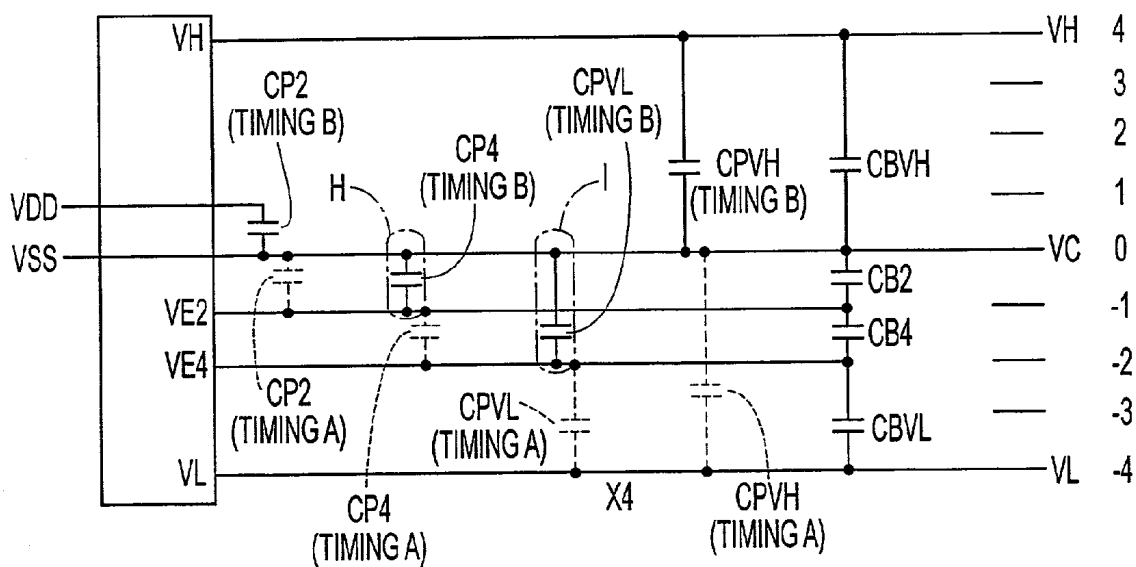 VH
VH 4
3
CP2
(TIMING B)
CPVL
(TIMING B)
2
CP4
(TIMING B)
H
I
CPVH
(TIMING B)
CBVH
1
VDD
VSS
VC 0
CB2
VE2
-1
CB4
VE4
-2
CP2
(TIMING A)
CPVL
(TIMING A)
-3
CBVL
VL
VL -4
X4
CP4
(TIMING A)
CPVH
(TIMING A)